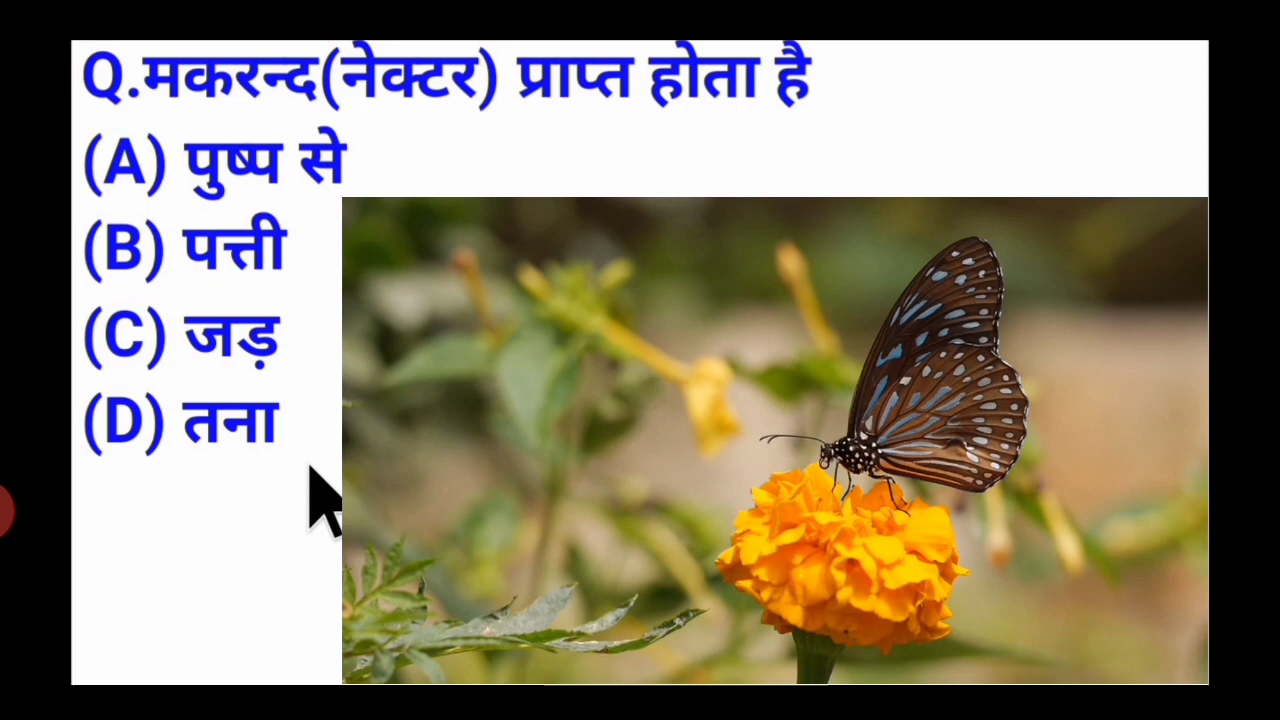 Q.मकरन्द(नेक्टर) प्राप्त होता है
(A) पुष्प से
(B) पत्ती
(C) जड़
(D) तना